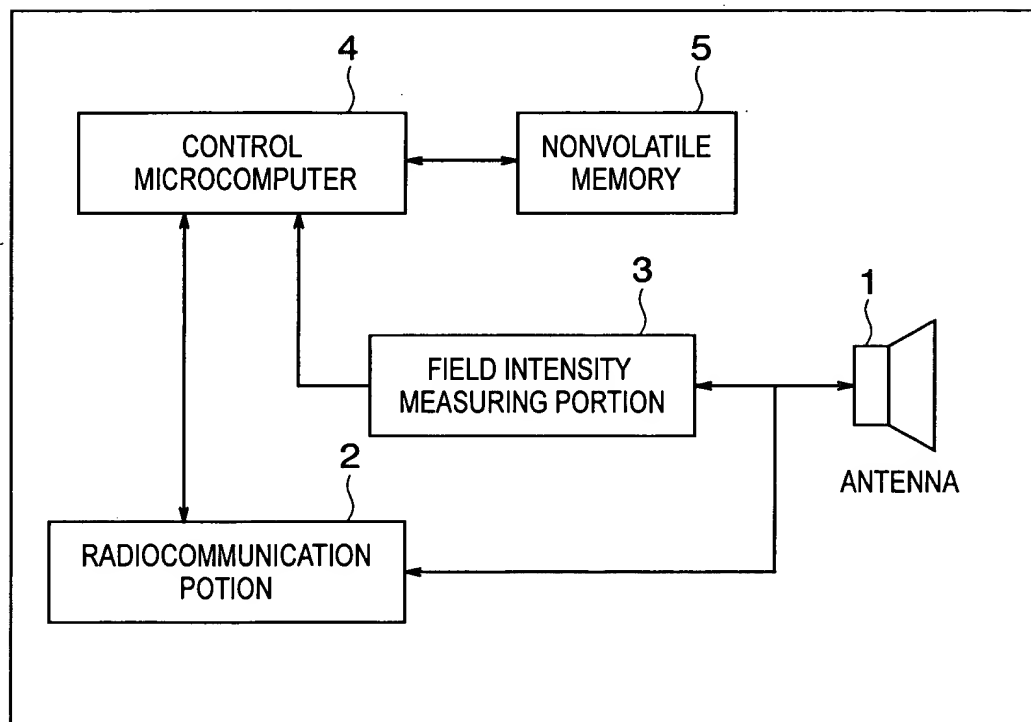 4
CONTROL
MICROCOMPUTER
5
NONVOLATILE
MEMORY
3
FIELD INTENSITY
MEASURING PORTION
1
ANTENNA
2
RADIOCOMMUNICATION
POTION